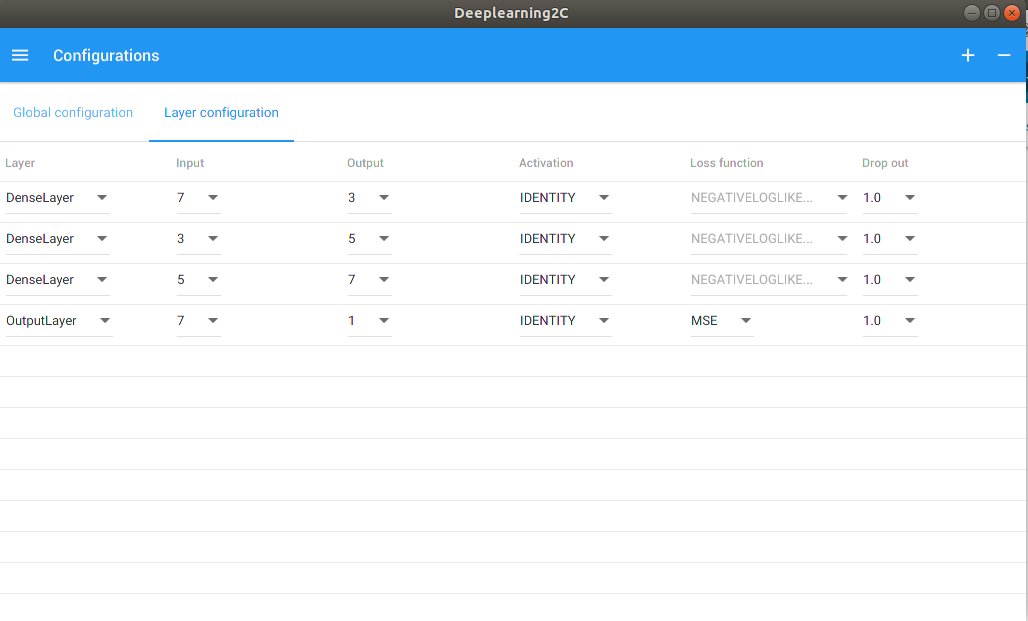 Deeplearning2C
Configurations
Global configuration Layer configuration
Layer Input Output Activation Loss function Drop out
DenseLayer 7 3 IDENTITY NEGATIVELOGLIKE... 1.0
DenseLayer 3 5 IDENTITY NEGATIVELOGLIKE... 1.0
DenseLayer 5 7 IDENTITY NEGATIVELOGLIKE... 1.0
OutputLayer 7 1 IDENTITY MSE 1.0